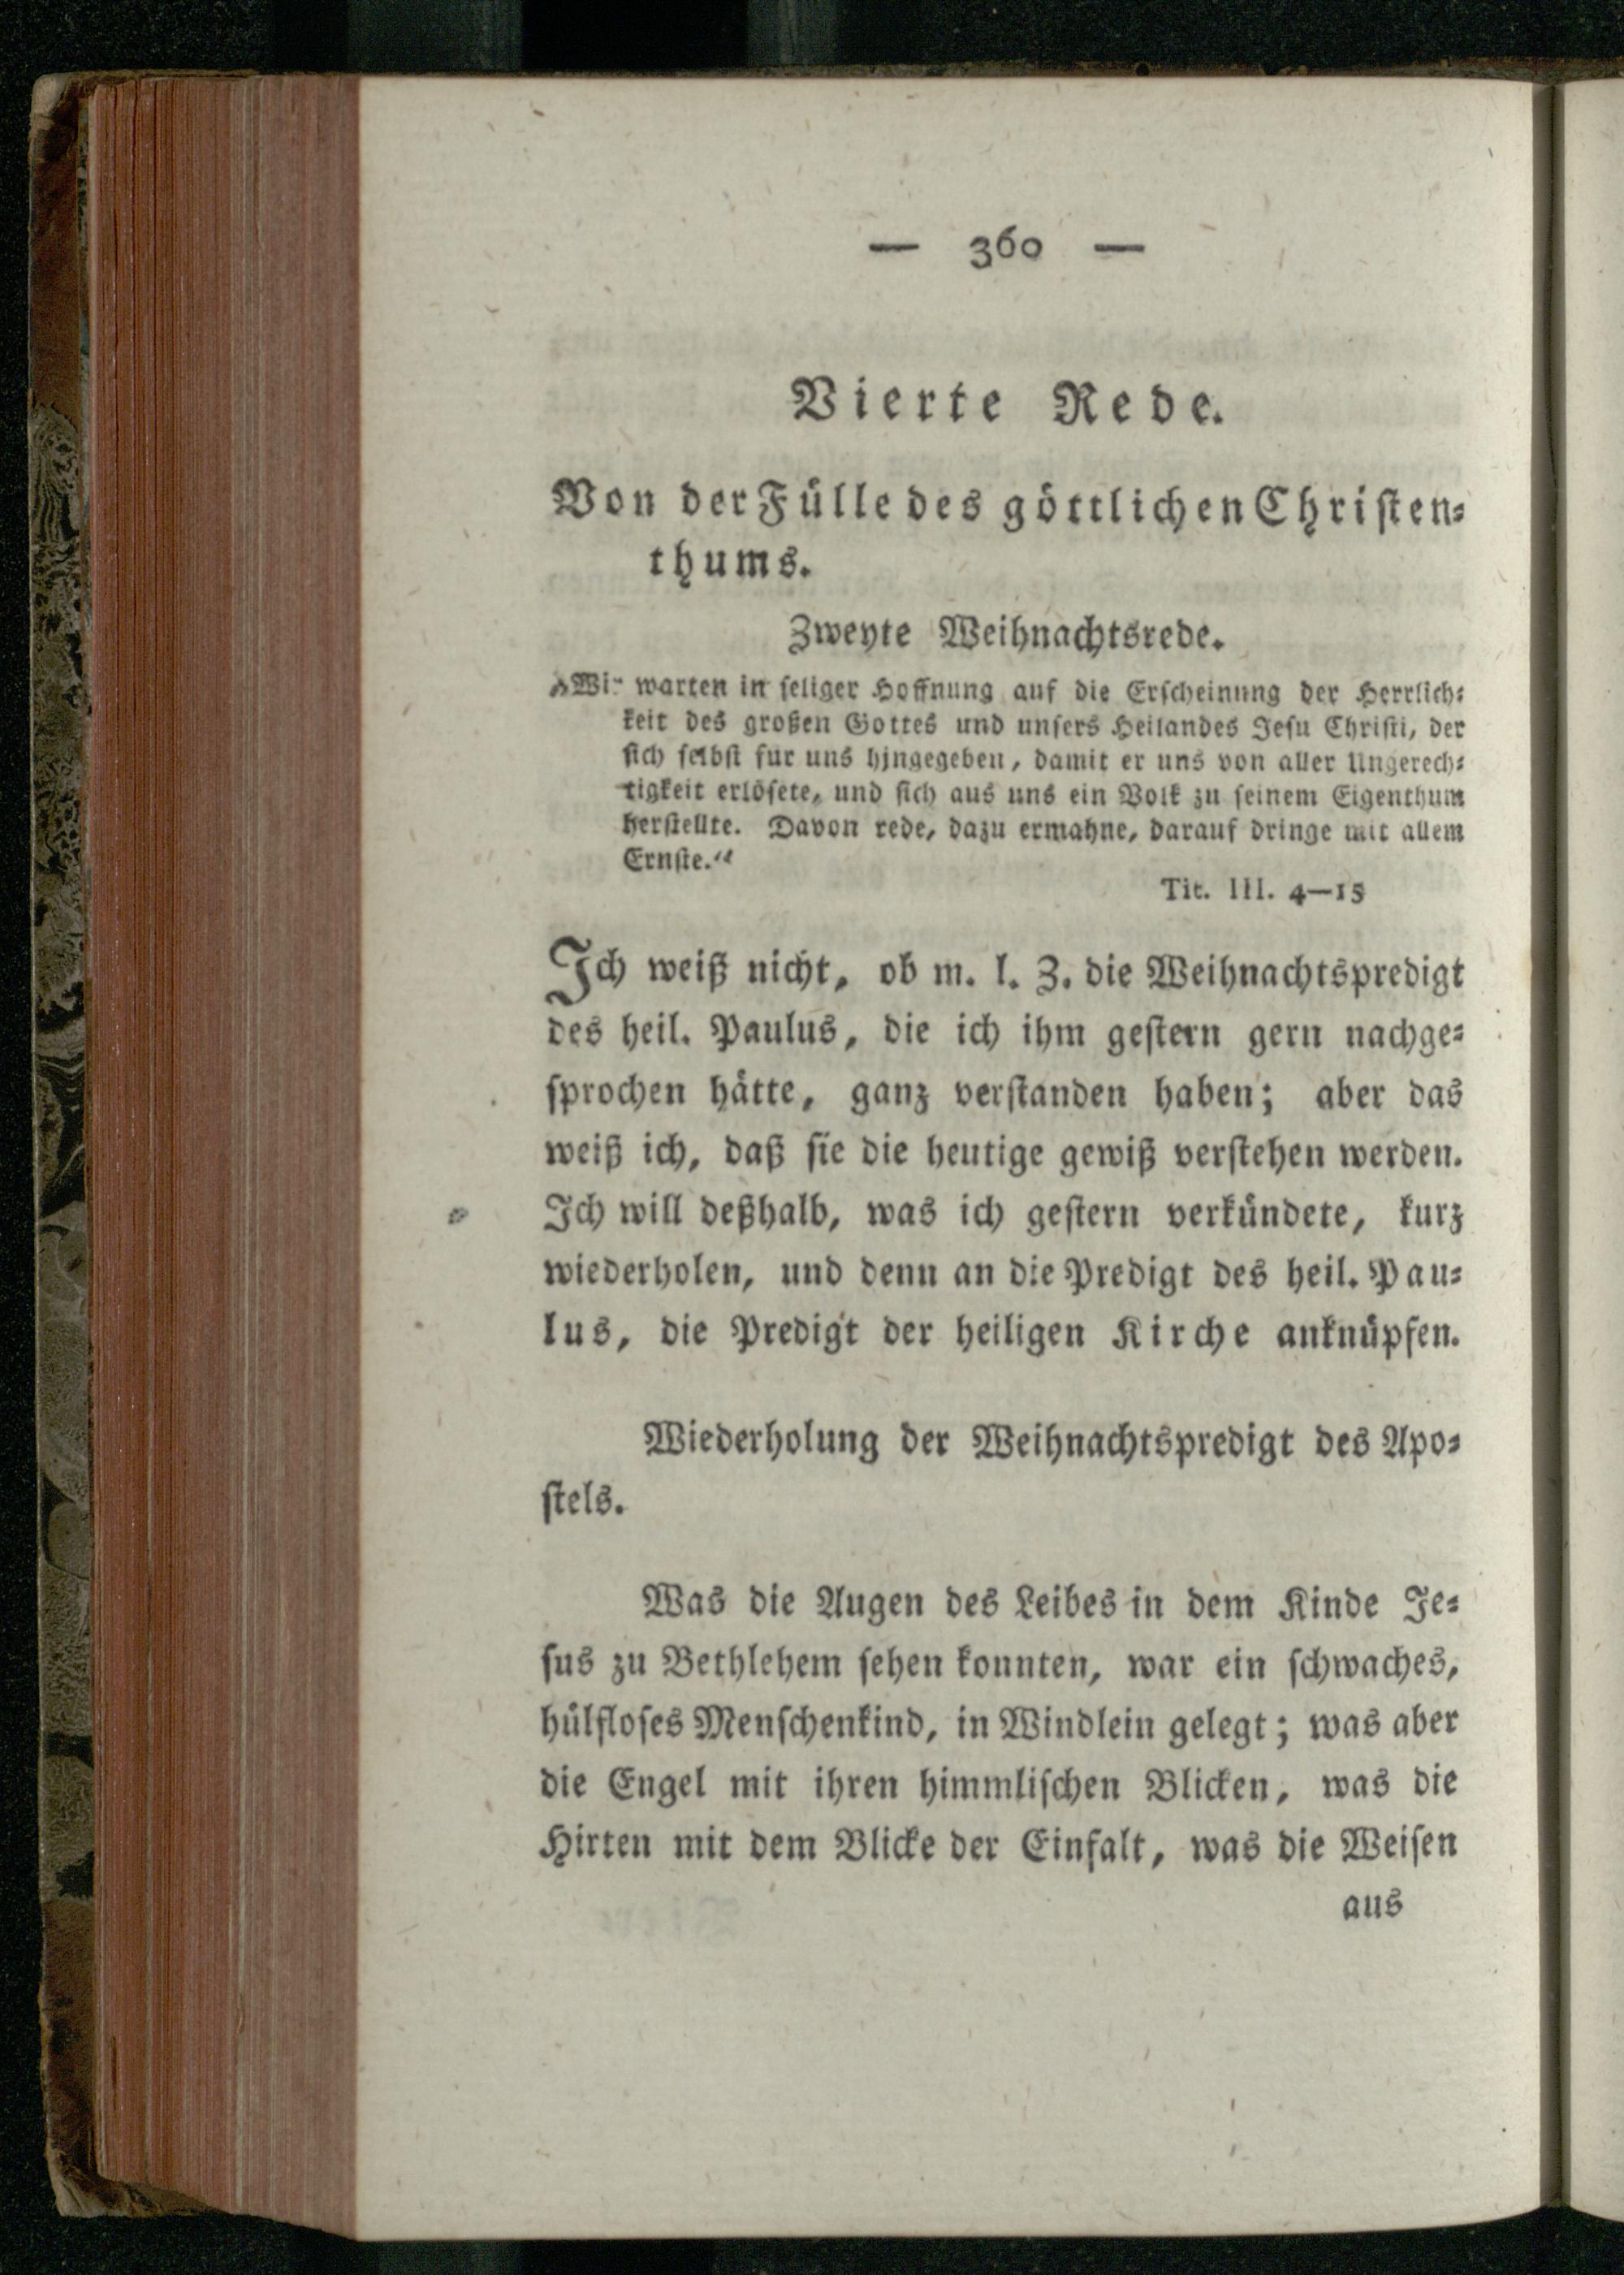 — 360 —
Vierte Rede.
Von der Fülle des göttlichen Christen⸗
thums.
Zweyte Weihnachtsrede.
„Wir warten in seliger Hoffnung auf die Erscheinung der Herrlich⸗
keit des großen Gottes und unsers Heilandes Jesu Christi, der
sich selbst für uns hingegeben, damit er uns von aller Ungerech⸗
tigkeit erlösete, und sich aus uns ein Volk zu seinem Eigenthum
herstellte. Davon rede, dazu ermahne, darauf dringe mit allem
Ernste.“
Tit. III. 4—15
Ich weiß nicht, ob m. l. Z. die Weihnachtspredigt
des heil. Paulus, die ich ihm gestern gern nachge⸗
sprochen hätte, ganz verstanden haben; aber das
weiß ich, daß sie die heutige gewiß verstehen werden.
Ich will deßhalb, was ich gestern verkündete, kurz
wiederholen, und denn an die Predigt des heil. Pau⸗
lus, die Predigt der heiligen Kirche anknüpfen.
Wiederholung der Weihnachtspredigt des Apo⸗
stels.
Was die Augen des Leibes in dem Kinde Je⸗
sus zu Bethlehem sehen konnten, war ein schwaches,
hülfloses Menschenkind, in Windlein gelegt; was aber
die Engel mit ihren himmlischen Blicken, was die
Hirten mit dem Blicke der Einfalt, was die Weisen
aus